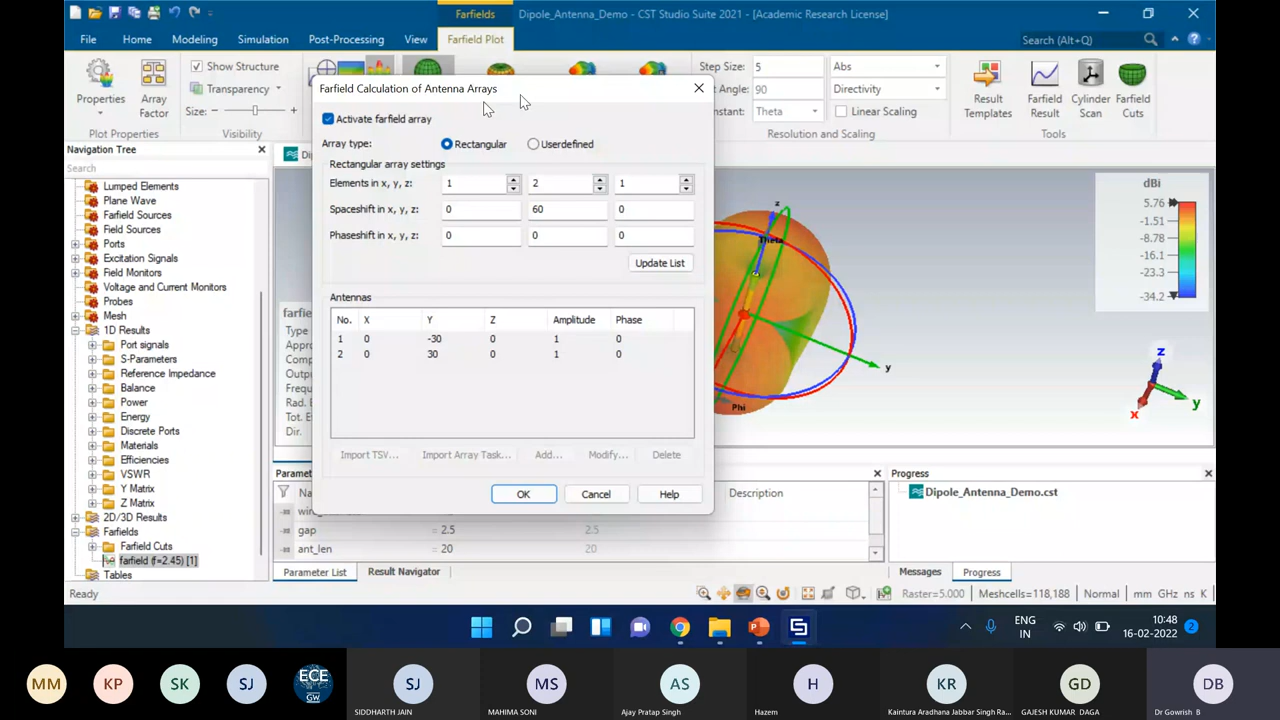 Farfields
Dipole_Antenna_Demo - CST Studio Suite 2021 - [Academic Research License]
File
Home
Modeling
Simulation
Post-Processing
View
Farfield Plot
Search (Alt+Q)
Properties
Array
Factor
Plot Properties
Show Structure
Transparency
Size:
Visibility
Step Size: 5
Angle: 90
Theta
Abs
Directivity
Linear Scaling
Resolution and Scaling
Result
Templates
Farfield
Result
Cylinder
Scan
Farfield
Cuts
Tools
Navigation Tree
Search
Lumped Elements
Plane Wave
Farfield Sources
Field Sources
Ports
Excitation Signals
Field Monitors
Voltage and Current Monitors
Probes
Mesh
1D Results
Port signals
S-Parameters
Reference Impedance
Balance
Power
Energy
Discrete Ports
Materials
Efficiencies
VSWR
Y Matrix
Z Matrix
2D/3D Results
Farfields
Farfield Cuts
farfield (f=2.45) [1]
Tables
Farfield Calculation of Antenna Arrays
Activate farfield array
Array type:
Rectangular
Userdefined
Rectangular array settings
Elements in x, y, z: 1 2 1
Spaceshift in x, y, z: 0 60 0
Phaseshift in x, y, z: 0 0 0
Update List
Antennas
No. X Y Z Amplitude Phase
1 0 -30 0 1 0
2 0 30 0 1 0
Import TSV...
Import Array Task...
Add...
Modify...
Delete
OK
Cancel
Help
z
Theta
y
Phi
dBi
5.76
-1.51
-8.78
-16.1
-23.3
-34.2
z
y
x
Description
gap = 2.5 2.5
ant_len = 20 20
Parameter List
Result Navigator
Progress
Dipole_Antenna_Demo.cst
Messages
Progress
Ready
Raster=5.000
Meshcells=118,188
Normal
mm GHz ns K
ENG
IN
10:48
16-02-2022
2
MM
KP
SK
SJ
ECE
GW
SJ
SIDDHARTH JAIN
MS
MAHIMA SONI
AS
Ajay Pratap Singh
H
Hazem
KR
Kaintura Aradhana Jabbar Singh Ra...
GD
GAJESH KUMAR DAGA
DB
Dr Gowrish B